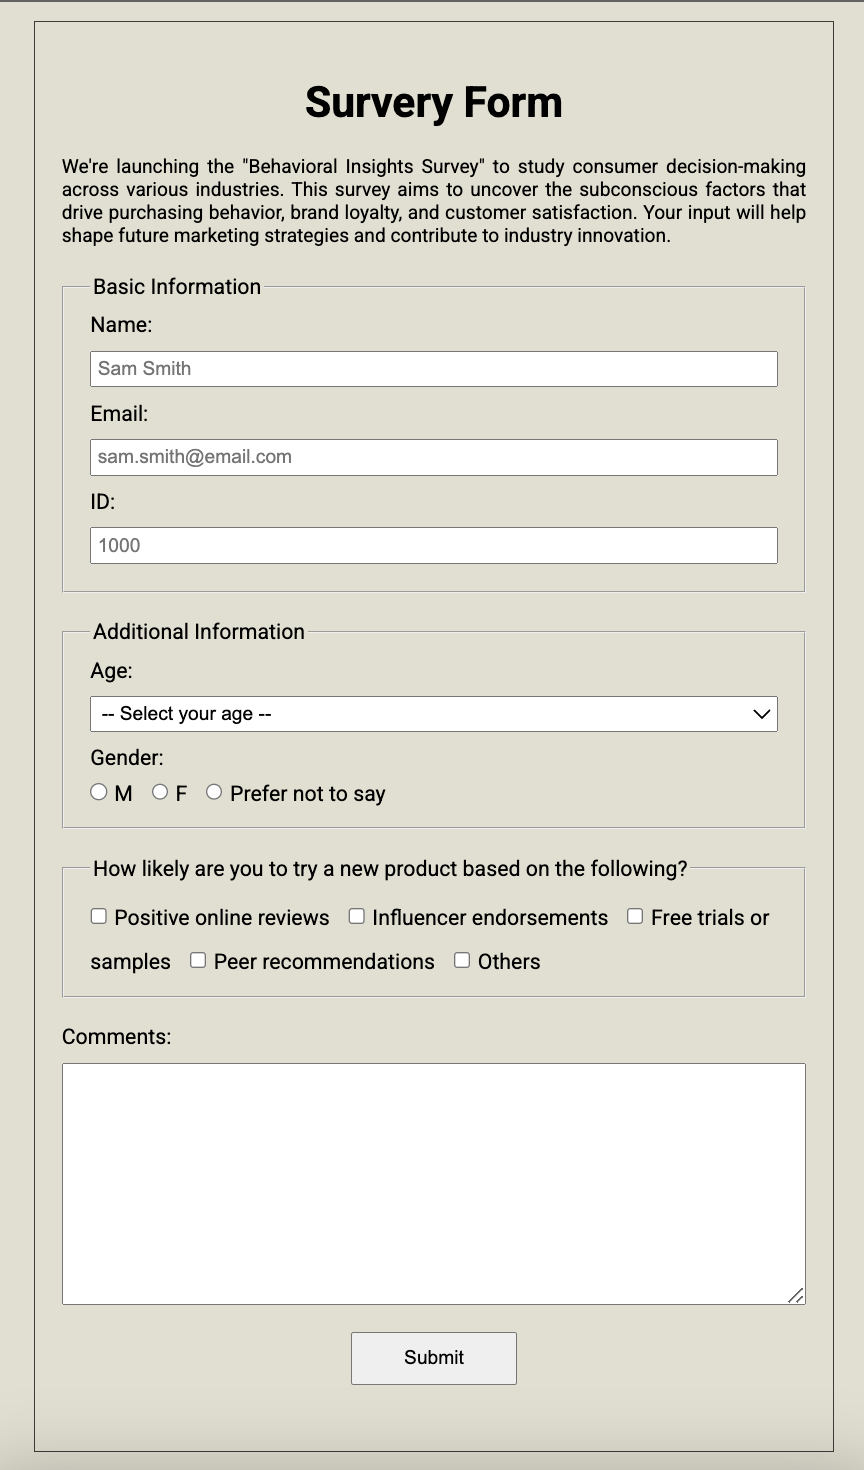 Survery Form
We're launching the "Behavioral Insights Survey" to study consumer decision-making
across various industries. This survey aims to uncover the subconscious factors that
drive purchasing behavior, brand loyalty, and customer satisfaction. Your input will help
shape future marketing strategies and contribute to industry innovation.
Basic Information
Name:
Sam Smith
Email:
sam.smith@email.com
ID:
1000
Additional Information
Age:
-- Select your age --
Gender:
M F Prefer not to say
How likely are you to try a new product based on the following?
Positive online reviews Influencer endorsements Free trials or
samples Peer recommendations Others
Comments:
Submit